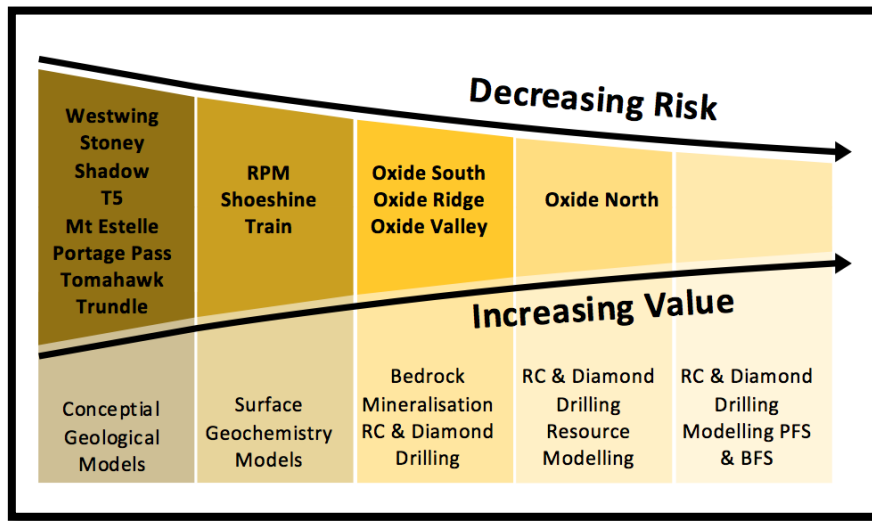 Decreasing Risk
Westwing
Stoney
Shadow
T5
Mt Estelle
Portage Pass
Tomahawk
Trundle
RPM
Shoeshine
Train
Oxide South
Oxide Ridge
Oxide Valley
Oxide North
Increasing Value
Conceptial
Geological
Models
Surface
Geochemistry
Models
Bedrock
Mineralisation
RC & Diamond
Drilling
RC & Diamond
Drilling
Resource
Modelling
RC & Diamond
Drilling
Modelling PFS
& BFS